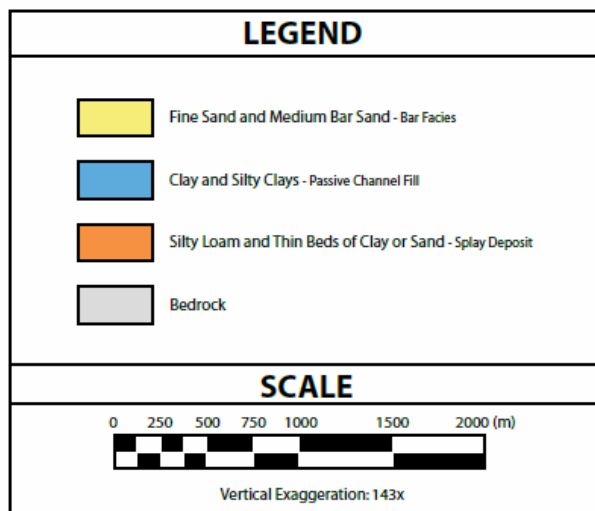 LEGEND
Fine Sand and Medium Bar Sand - Bar Facies
Clay and Silty Clays - Passive Channel Fill
Silty Loam and Thin Beds of Clay or Sand - Splay Deposit
Bedrock
SCALE
0 250 500 750 1000 1500 2000 (m)
Vertical Exaggeration: 143x